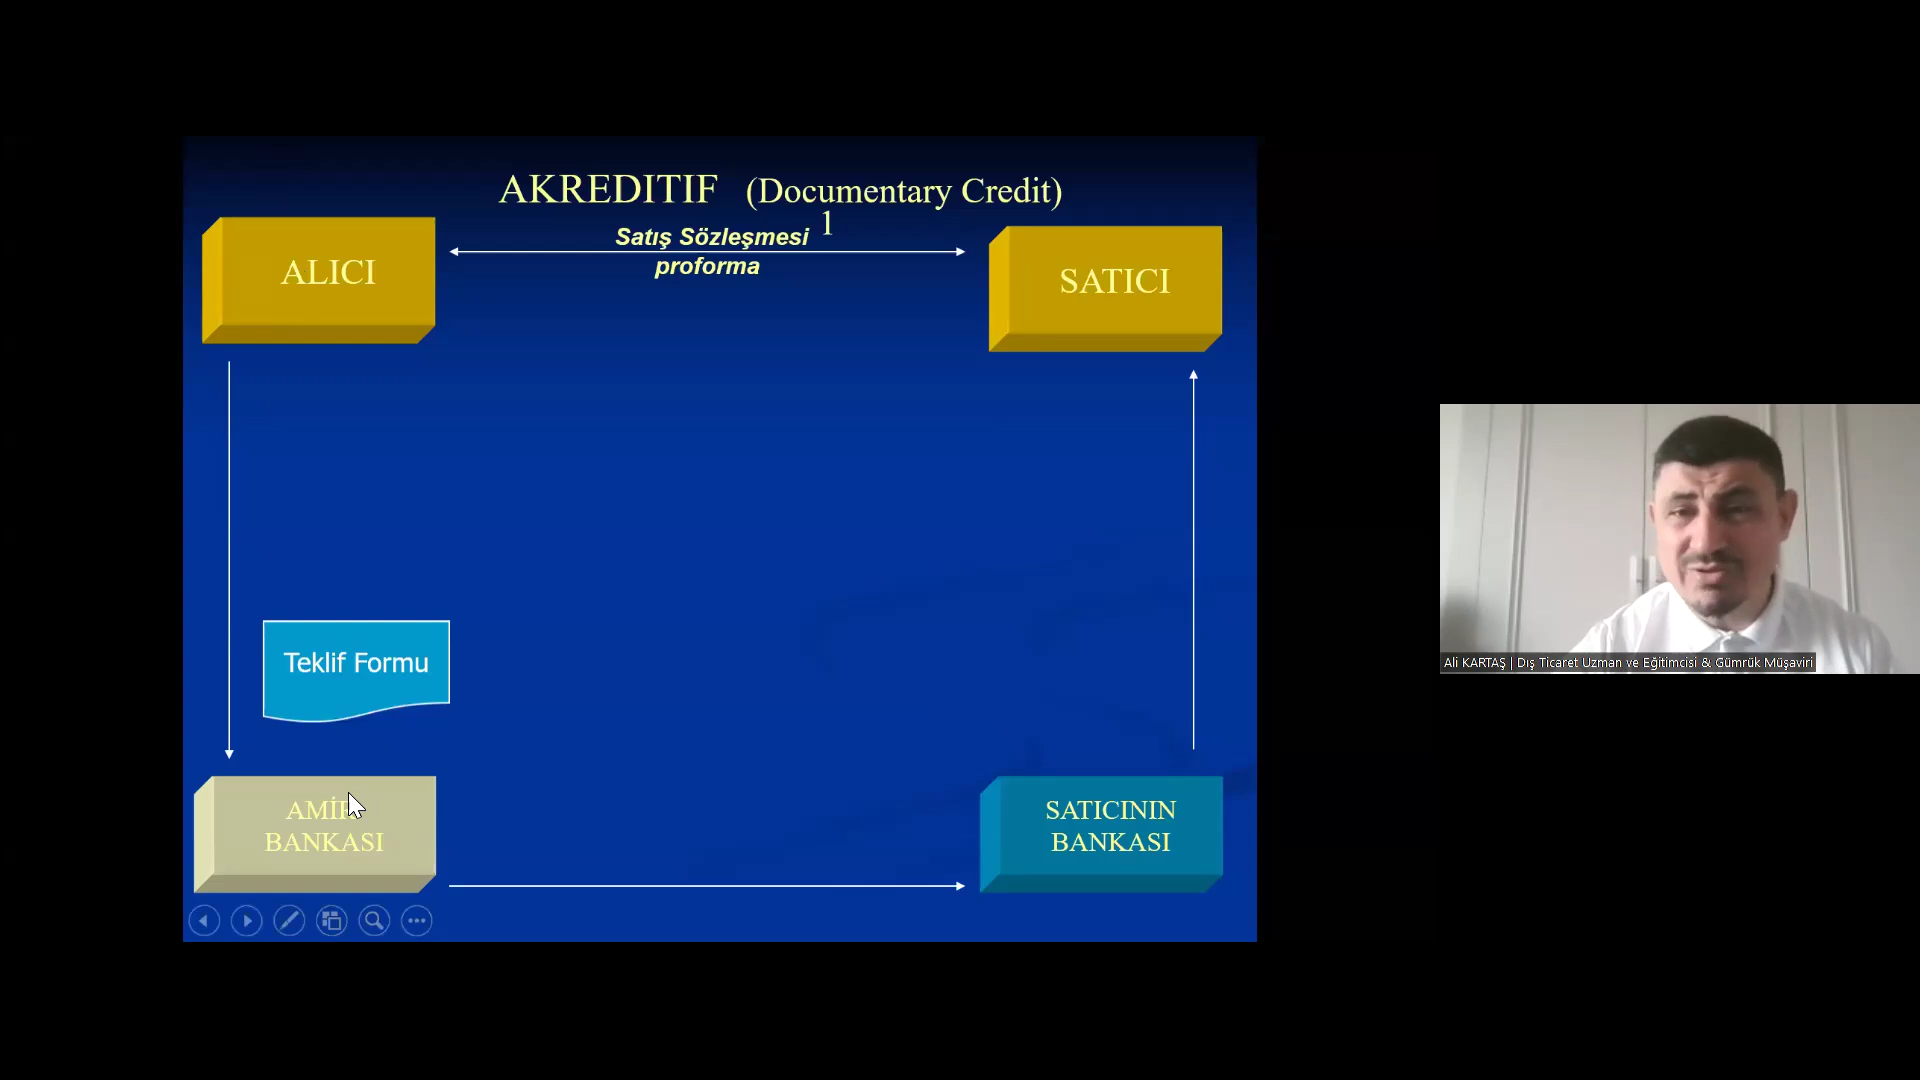 AKREDITIF (Documentary Credit)
1
Satış Sözleşmesi
proforma
ALICI
SATICI
Teklif Formu
AMİR
BANKASI
SATICININ
BANKASI
Ali KARTAŞ | Dış Ticaret Uzman ve Eğitimcisi & Gümrük Müşaviri